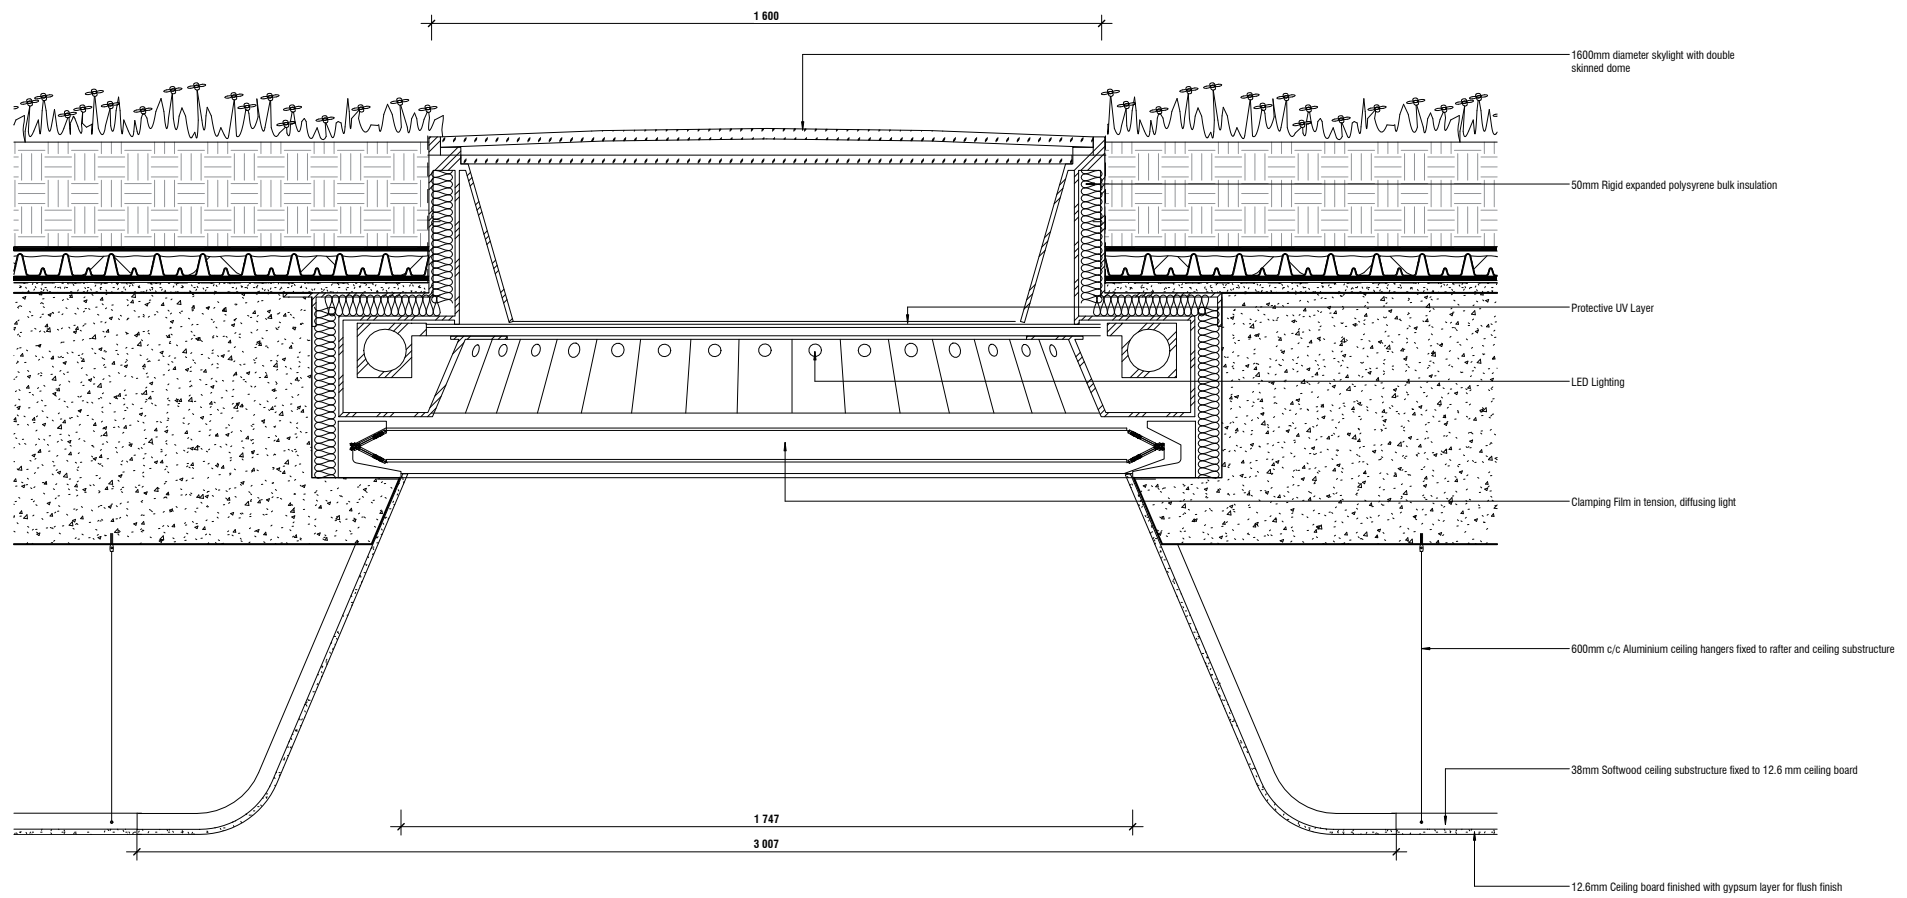 1 600
1600mm diameter skylight with double
skinned dome
50mm Rigid expanded polysyrene bulk insulation
Protective UV Layer
LED Lighting
Clamping Film in tension, diffusing light
600mm c/c Aluminium ceiling hangers fixed to rafter and ceiling substructure
38mm Softwood ceiling substructure fixed to 12.6 mm ceiling board
1 747
3 007
12.6mm Ceiling board finished with gypsum layer for flush finish